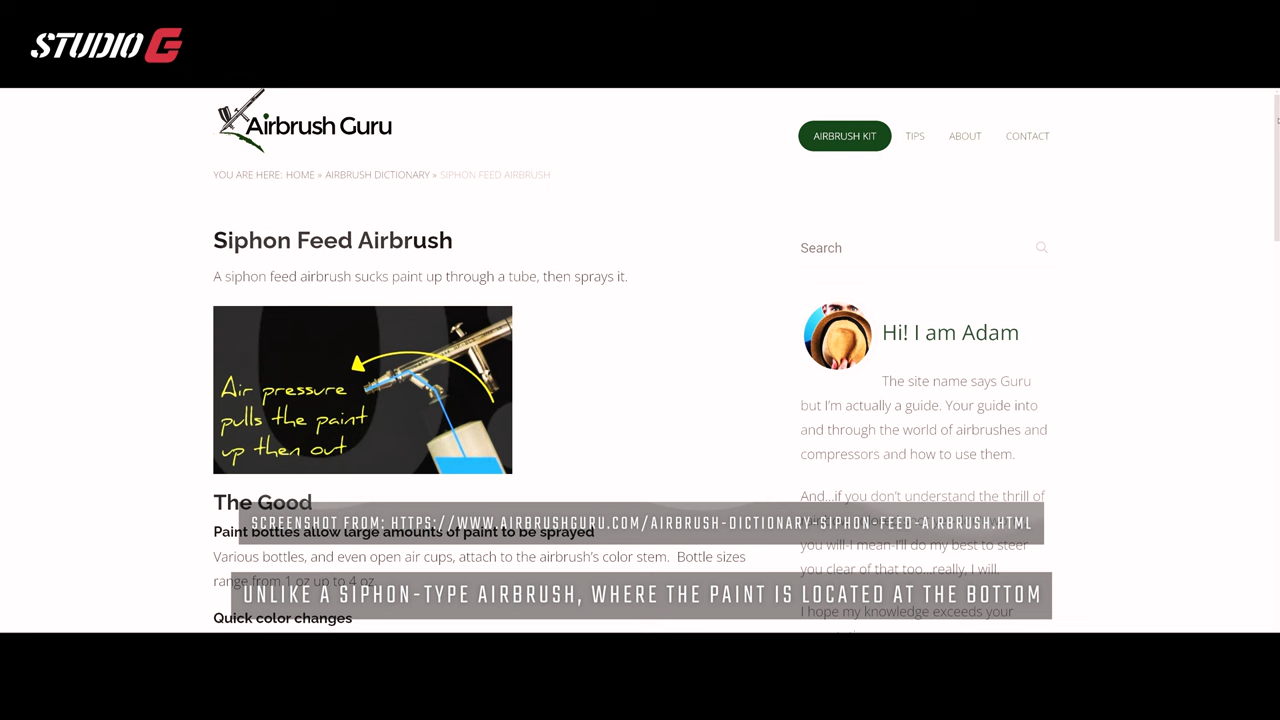 STUDIO G
Airbrush Guru
AIRBRUSH KIT TIPS ABOUT CONTACT
YOU ARE HERE: HOME » AIRBRUSH DICTIONARY » SIPHON FEED AIRBRUSH
Siphon Feed Airbrush
A siphon feed airbrush sucks paint up through a tube, then sprays it.
Air pressure
pulls the paint
up then out
The Good
Paint bottles allow large amounts of paint to be sprayed
Various bottles, and even open air cups, attach to the airbrush's color stem. Bottle sizes
range from 1 oz up to 4 oz
Quick color changes
Search
Hi! I am Adam
The site name says Guru
but I'm actually a guide. Your guide into
and through the world of airbrushes and
compressors and how to use them.
And...if you don't understand the thrill of
you will-I mean-I'll do my best to steer
you clear of that too...really, I will.
I hope my knowledge exceeds your
SCREENSHOT FROM: HTTPS://WWW.AIRBRUSHGURU.COM/AIRBRUSH-DICTIONARY-SIPHON-FEED-AIRBRUSH.HTML
UNLIKE A SIPHON-TYPE AIRBRUSH, WHERE THE PAINT IS LOCATED AT THE BOTTOM